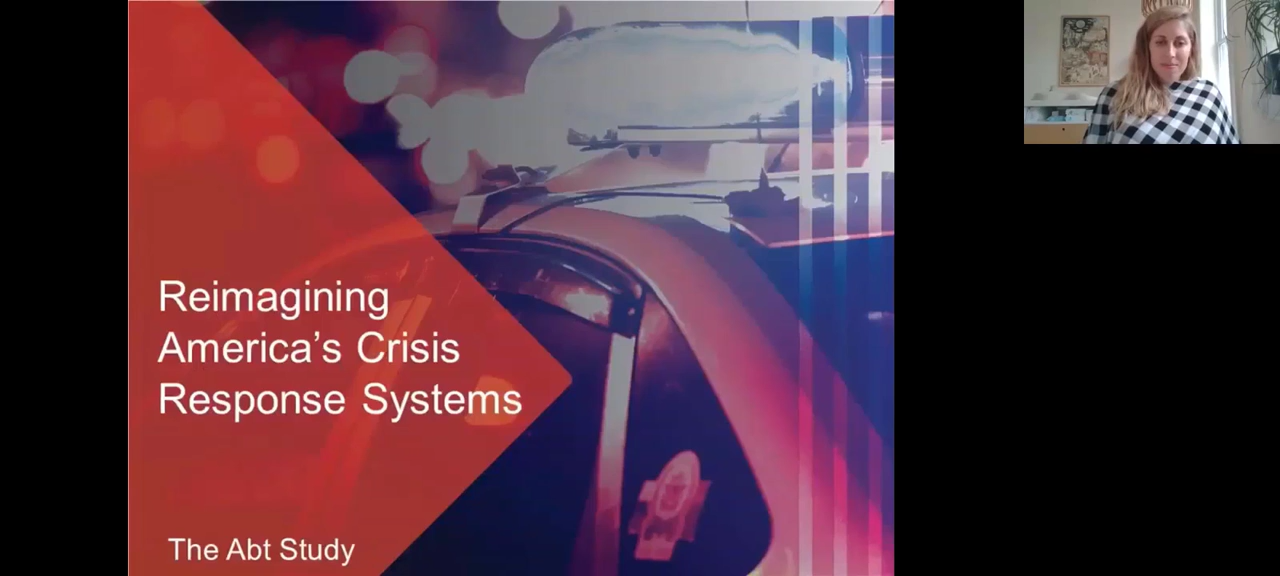 Reimagining
America's Crisis
Response Systems
The Abt Study